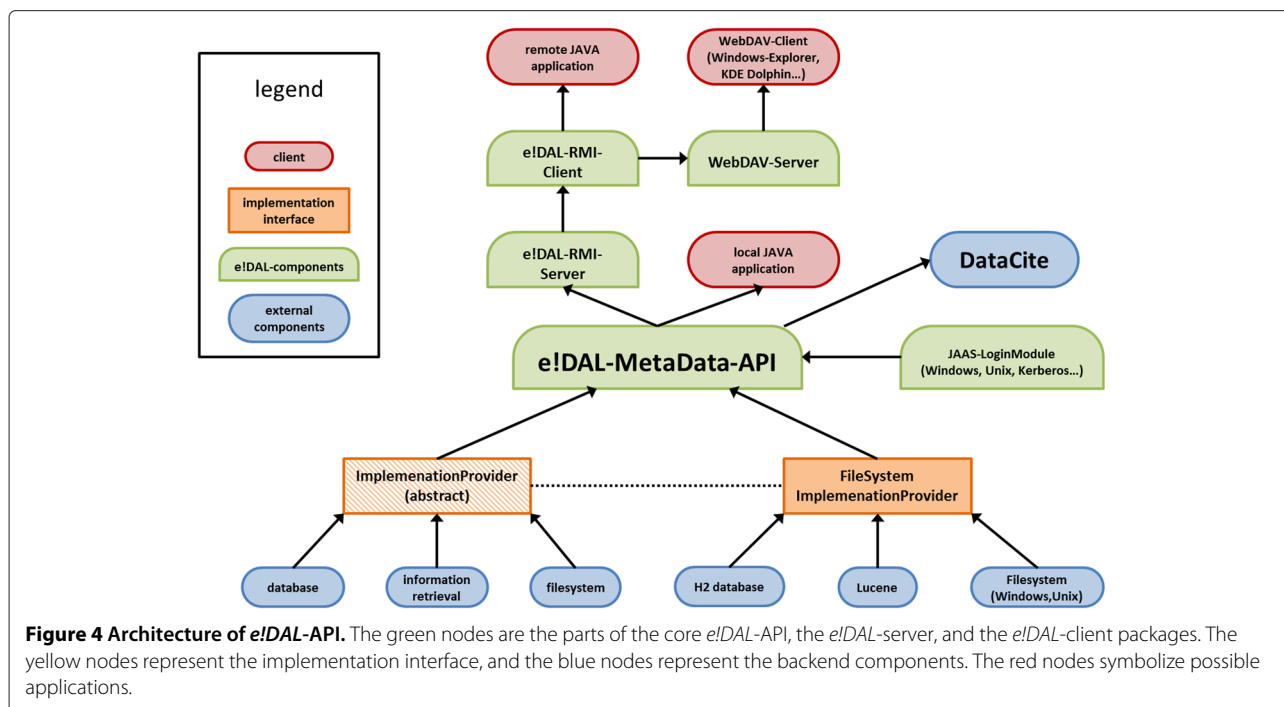 legend
client
implementation
interface
e!DAL-components
external
components
remote JAVA
application
WebDAV-Client
(Windows-Explorer,
KDE Dolphin...)
e!DAL-RMI-
Client
WebDAV-Server
e!DAL-RMI-
Server
local JAVA
application
DataCite
e!DAL-MetaData-API
JAAS-LoginModule
(Windows, Unix, Kerberos...)
ImplemenationProvider
(abstract)
FileSystem
ImplemenationProvider
database
information
retrieval
filesystem
H2 database
Lucene
Filesystem
(Windows,Unix)
Figure 4 Architecture of e!DAL-API. The green nodes are the parts of the core e!DAL-API, the e!DAL-server, and the e!DAL-client packages. The
yellow nodes represent the implementation interface, and the blue nodes represent the backend components. The red nodes symbolize possible
applications.